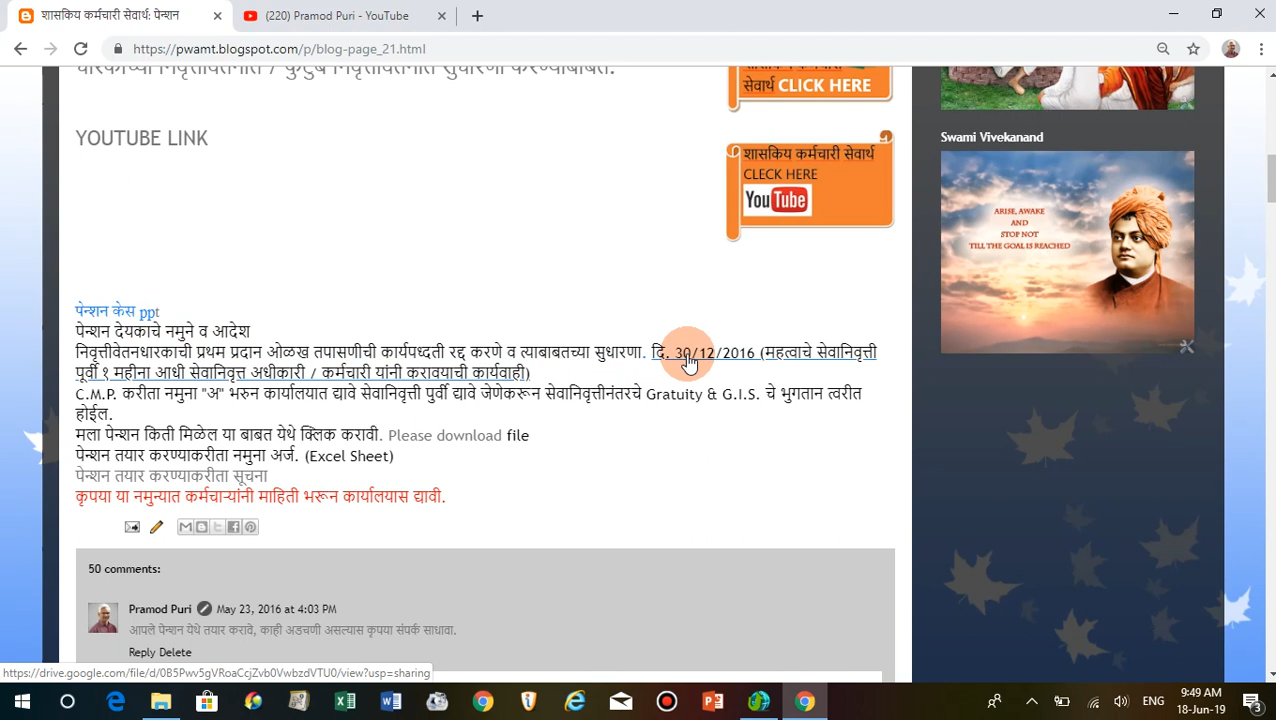 शासकिय कर्मचारी सेवार्थ: पेन्शन
(220) Pramod Puri - YouTube
https://pwamt.blogspot.com/p/blog-page_21.html
धारकांच्या निवृत्तीवेतनात / कुटुंब निवृत्तीवेतनात सुधारणा करण्याबाबत.
सेवार्थ CLICK HERE
YOUTUBE LINK
शासकिय कर्मचारी सेवार्थ
CLECK HERE
YouTube
Swami Vivekanand
ARISE, AWAKE
AND
STOP NOT
TILL THE GOAL IS REACHED
पेन्शन केस ppt
पेन्शन देयकाचे नमुने व आदेश
निवृत्तीवेतनधारकाची प्रथम प्रदान ओळख तपासणीची कार्यपध्दती रद्द करणे व त्याबाबतच्या सुधारणा. दि. 30/12/2016 (महत्वाचे सेवानिवृत्ती
पूर्वी १ महीना आधी सेवानिवृत्त अधीकारी / कर्मचारी यांनी करावयाची कार्यवाही)
C.M.P. करीता नमुना "अ" भरुन कार्यालयात द्यावे सेवानिवृत्ती पुर्वी द्यावे जेणेकरून सेवानिवृत्तीनंतरचे Gratuity & G.I.S. चे भुगतान त्वरीत
होईल.
मला पेन्शन किती मिळेल या बाबत येथे क्लिक करावी. Please download file
पेन्शन तयार करण्याकरीता नमुना अर्ज. (Excel Sheet)
पेन्शन तयार करण्याकरीता सूचना
कृपया या नमुन्यात कर्मचाऱ्यांनी माहिती भरून कार्यालयास द्यावी.
50 comments:
Pramod Puri May 23, 2016 at 4:03 PM
आपले पेन्शन येथे तयार करावे, काही अडचणी असल्यास कृपया संपर्क साधावा.
Reply Delete
https://drive.google.com/file/d/0B5Pwv5gVRoaCcjZvb0VwbzdVTU0/view?usp=sharing
ENG
9:49 AM
18-Jun-19